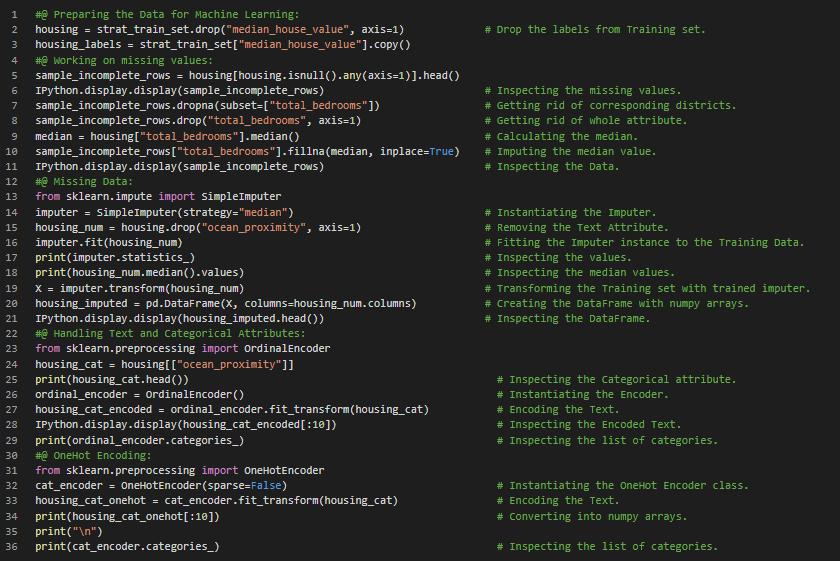 1 #@ Preparing the Data for Machine Learning:
2 housing = strat_train_set.drop("median_house_value", axis=1) # Drop the labels from Training set.
3 housing_labels = strat_train_set["median_house_value"].copy()
4 #@ Working on missing values:
5 sample_incomplete_rows = housing[housing.isnull().any(axis=1)].head()
6 IPython.display.display(sample_incomplete_rows) # Inspecting the missing values.
7 sample_incomplete_rows.dropna(subset=["total_bedrooms"]) # Getting rid of corresponding districts.
8 sample_incomplete_rows.drop("total_bedrooms", axis=1) # Getting rid of whole attribute.
9 median = housing["total_bedrooms"].median() # Calculating the median.
10 sample_incomplete_rows["total_bedrooms"].fillna(median, inplace=True) # Imputing the median value.
11 IPython.display.display(sample_incomplete_rows) # Inspecting the Data.
12 #@ Missing Data:
13 from sklearn.impute import SimpleImputer
14 imputer = SimpleImputer(strategy="median") # Instantiating the Imputer.
15 housing_num = housing.drop("ocean_proximity", axis=1) # Removing the Text Attribute.
16 imputer.fit(housing_num) # Fitting the Imputer instance to the Training Data.
17 print(imputer.statistics_) # Inspecting the values.
18 print(housing_num.median().values) # Inspecting the median values.
19 X = imputer.transform(housing_num) # Transforming the Training set with trained imputer.
20 housing_imputed = pd.DataFrame(X, columns=housing_num.columns) # Creating the DataFrame with numpy arrays.
21 IPython.display.display(housing_imputed.head()) # Inspecting the DataFrame.
22 #@ Handling Text and Categorical Attributes:
23 from sklearn.preprocessing import OrdinalEncoder
24 housing_cat = housing[["ocean_proximity"]]
25 print(housing_cat.head()) # Inspecting the Categorical attribute.
26 ordinal_encoder = OrdinalEncoder() # Instantiating the Encoder.
27 housing_cat_encoded = ordinal_encoder.fit_transform(housing_cat) # Encoding the Text.
28 IPython.display.display(housing_cat_encoded[:10]) # Inspecting the Encoded Text.
29 print(ordinal_encoder.categories_) # Inspecting the list of categories.
30 #@ OneHot Encoding:
31 from sklearn.preprocessing import OneHotEncoder
32 cat_encoder = OneHotEncoder(sparse=False) # Instantiating the OneHot Encoder class.
33 housing_cat_onehot = cat_encoder.fit_transform(housing_cat) # Encoding the Text.
34 print(housing_cat_onehot[:10]) # Converting into numpy arrays.
35 print("\n")
36 print(cat_encoder.categories_) # Inspecting the list of categories.